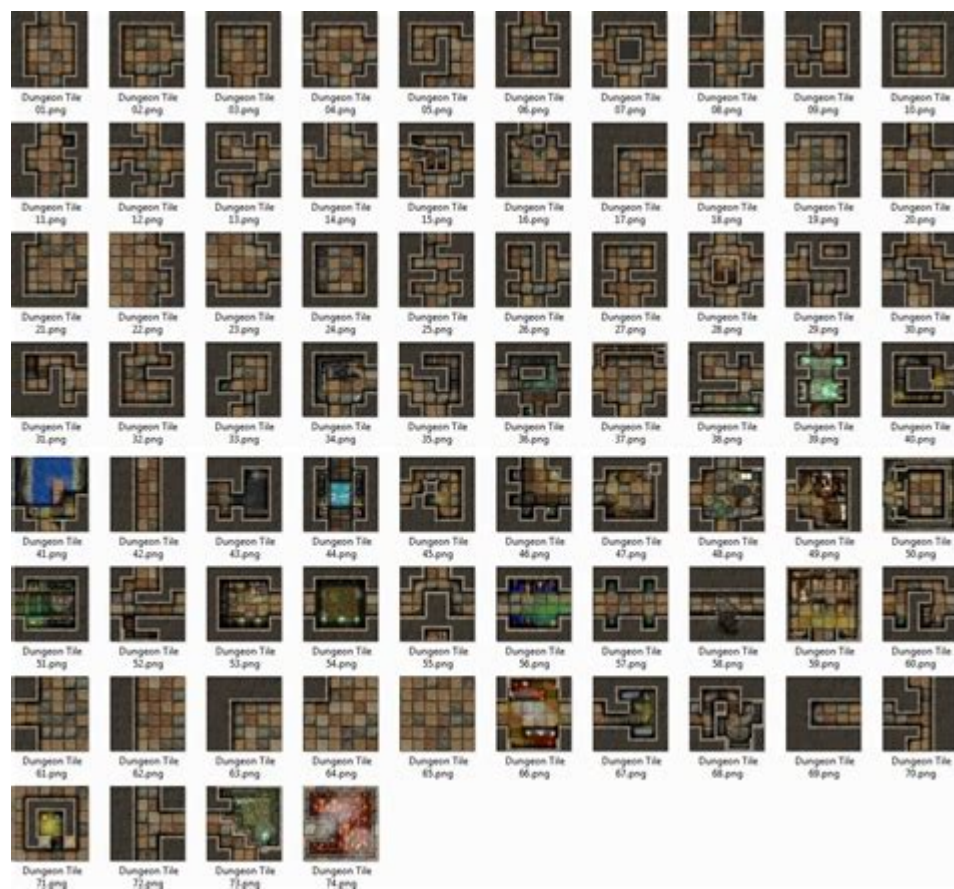 Dungeon Tile Dungeon Tile Dungeon Tile Dungeon Tile Dungeon Tile Dungeon Tile Dungeon Tile Dungeon Tile Dungeon Tile Dungeon Tile
01.png 02.png 03.png 04.png 05.png 06.png 07.png 08.png 09.png 10.png
Dungeon Tile Dungeon Tile Dungeon Tile Dungeon Tile Dungeon Tile Dungeon Tile Dungeon Tile Dungeon Tile Dungeon Tile Dungeon Tile
11.png 12.png 13.png 14.png 15.png 16.png 17.png 18.png 19.png 20.png
Dungeon Tile Dungeon Tile Dungeon Tile Dungeon Tile Dungeon Tile Dungeon Tile Dungeon Tile Dungeon Tile Dungeon Tile Dungeon Tile
21.png 22.png 23.png 24.png 25.png 26.png 27.png 28.png 29.png 30.png
Dungeon Tile Dungeon Tile Dungeon Tile Dungeon Tile Dungeon Tile Dungeon Tile Dungeon Tile Dungeon Tile Dungeon Tile Dungeon Tile
31.png 32.png 33.png 34.png 35.png 36.png 37.png 38.png 39.png 40.png
Dungeon Tile Dungeon Tile Dungeon Tile Dungeon Tile Dungeon Tile Dungeon Tile Dungeon Tile Dungeon Tile Dungeon Tile Dungeon Tile
41.png 42.png 43.png 44.png 45.png 46.png 47.png 48.png 49.png 50.png
Dungeon Tile Dungeon Tile Dungeon Tile Dungeon Tile Dungeon Tile Dungeon Tile Dungeon Tile Dungeon Tile Dungeon Tile Dungeon Tile
51.png 52.png 53.png 54.png 55.png 56.png 57.png 58.png 59.png 60.png
Dungeon Tile Dungeon Tile Dungeon Tile Dungeon Tile Dungeon Tile Dungeon Tile Dungeon Tile Dungeon Tile Dungeon Tile Dungeon Tile
61.png 62.png 63.png 64.png 65.png 66.png 67.png 68.png 69.png 70.png
Dungeon Tile Dungeon Tile Dungeon Tile Dungeon Tile
71.png 72.png 73.png 74.png